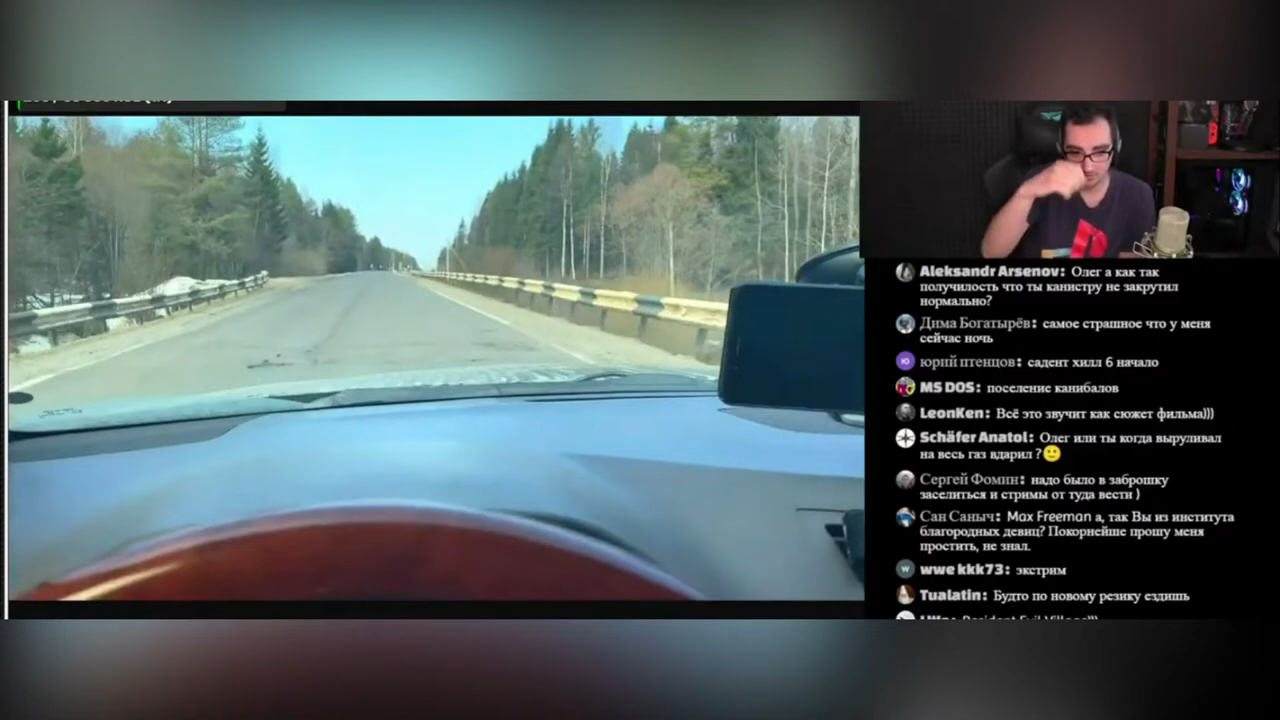 Aleksandr Arsenov: Олег а как так
получилость что ты канистру не закрутил
нормально?
Дима Богатырёв: самое страшное что у меня
сейчас ночь
Ю юрий птенцов: садент хилл 6 начало
MS DOS: поселение канибалов
LeonKen: Всё это звучит как сюжет фильма)))
Schäfer Anatol: Олег или ты когда выруливал
на весь газ вдарил ?🙂
Сергей Фомин: надо было в заброшку
заселиться и стримы от туда вести )
Сан Саныч: Max Freeman а, так Вы из института
благородных девиц? Покорнейше прошу меня
простить, не знал.
W wwe kkk73: экстрим
Tualatin: Будто по новому резику ездишь
Resident Evil Village)))